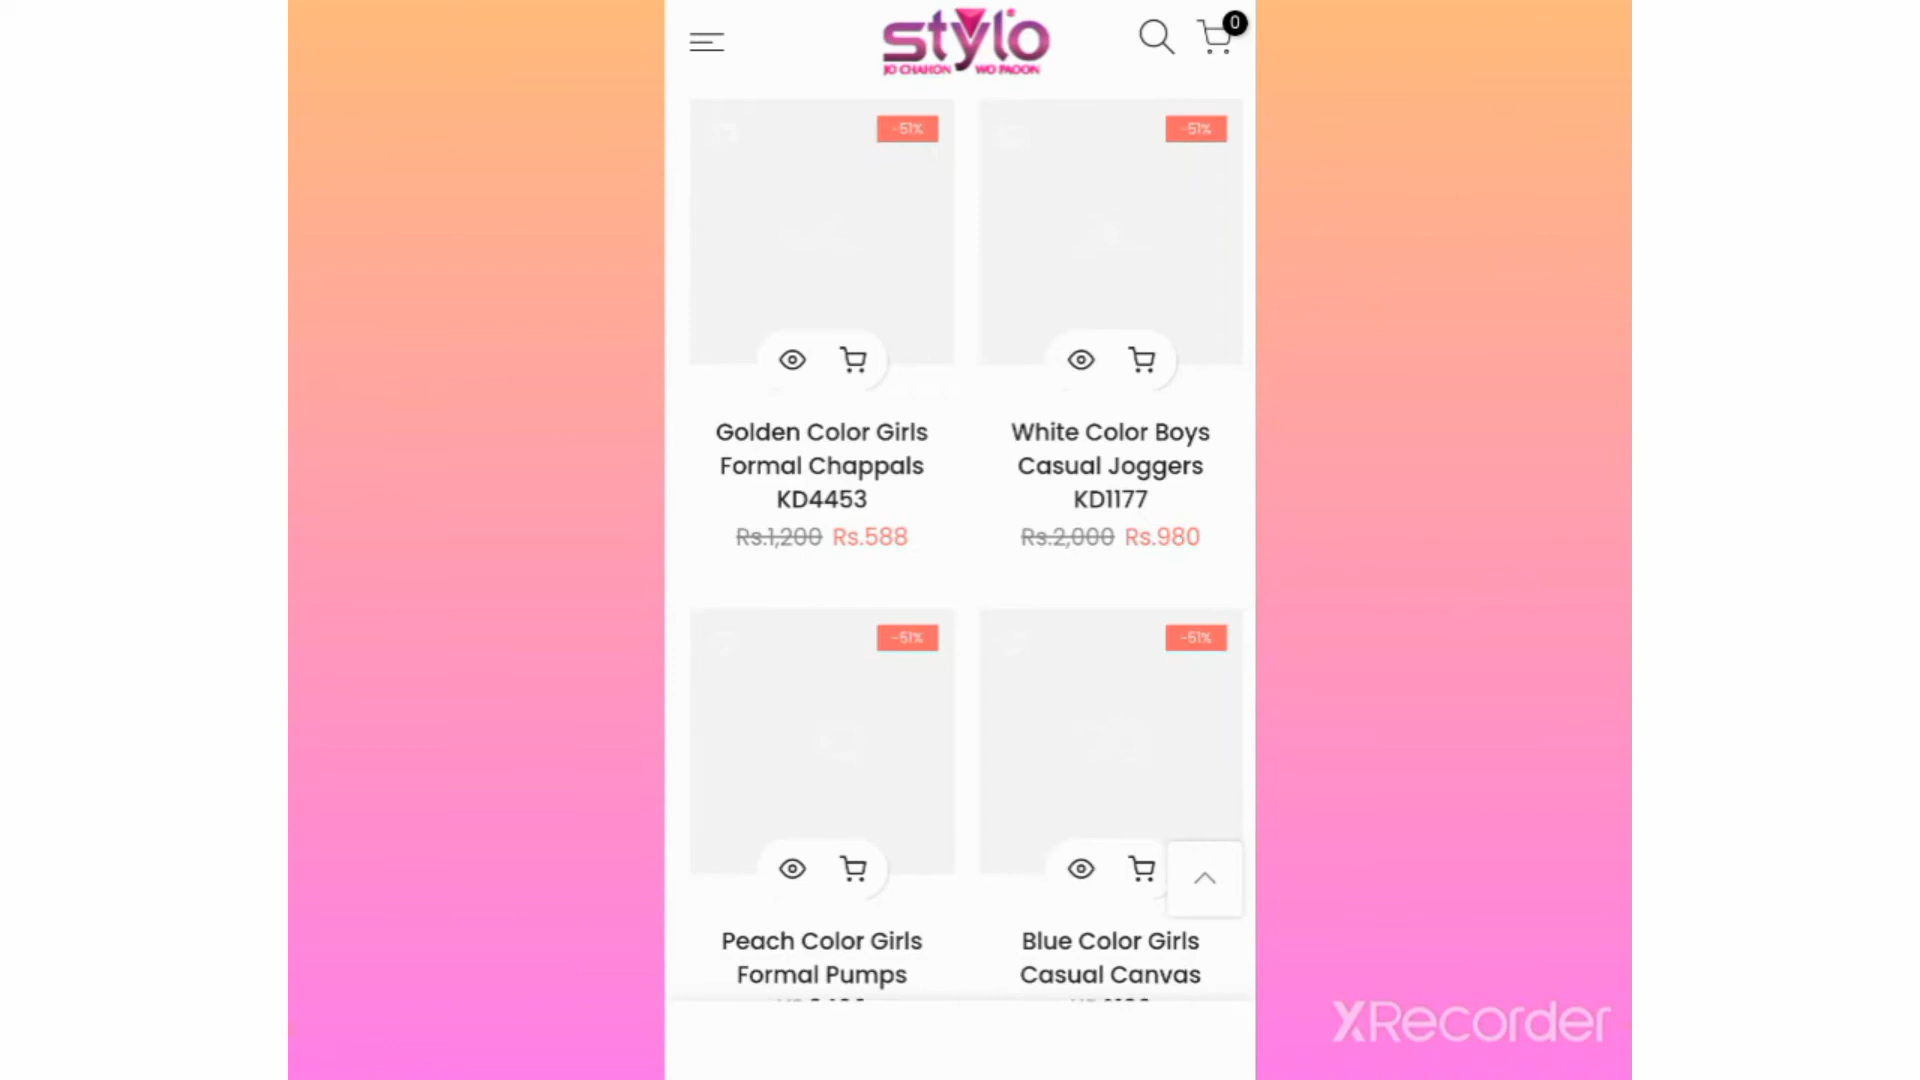 stylo
JO CHAHON WO PAOON
0
-51%
-51%
Golden Color Girls
Formal Chappals
KD4453
Rs.1,200 Rs.588
White Color Boys
Casual Joggers
KD1177
Rs.2,000 Rs.980
-51%
-51%
Peach Color Girls
Formal Pumps
Blue Color Girls
Casual Canvas
XRecorder